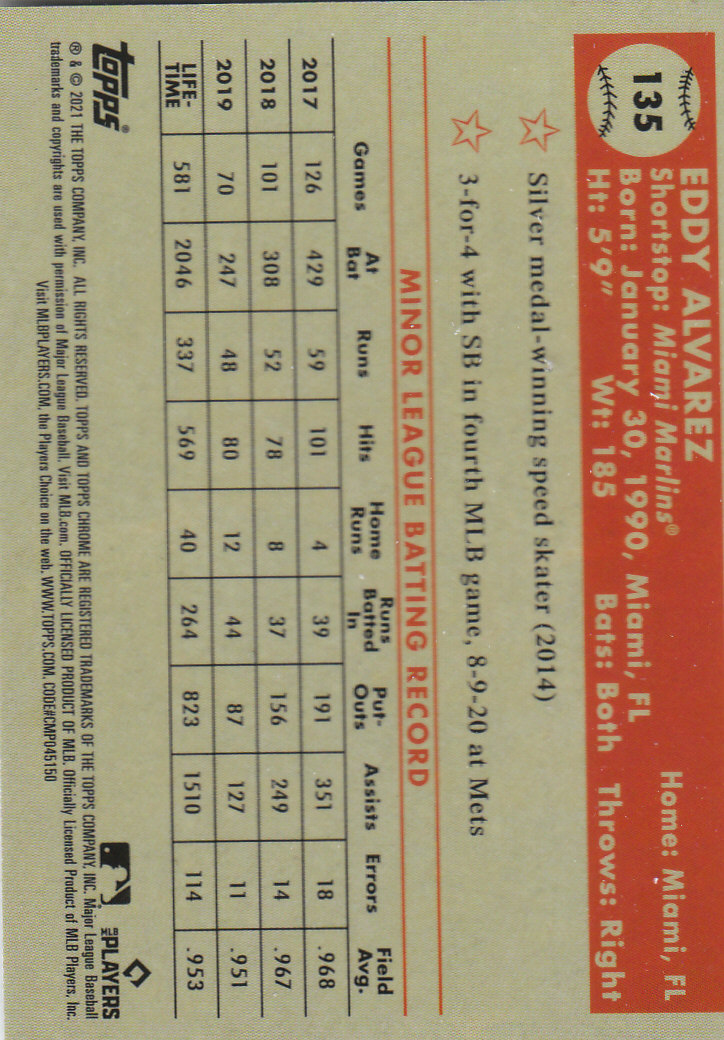 135
EDDY ALVAREZ
Shortstop: Miami Marlins® Home: Miami, FL
Born: January 30, 1990, Miami, FL
Ht: 5'9" Wt: 185 Bats: Both Throws: Right
Silver medal-winning speed skater (2014)
3-for-4 with SB in fourth MLB game, 8-9-20 at Mets
MINOR LEAGUE BATTING RECORD
Games At Bat Runs Hits Home Runs Runs Batted In Put-Outs Assists Errors Field Avg.
2017 126 429 59 101 4 39 191 351 18 .968
2018 101 308 52 78 8 37 156 249 14 .967
2019 70 247 48 80 12 44 87 127 11 .951
LIFE-TIME 581 2046 337 569 40 264 823 1510 114 .953
topps®
MLB PLAYERS
® & © 2021 THE TOPPS COMPANY, INC. ALL RIGHTS RESERVED. TOPPS AND TOPPS CHROME ARE REGISTERED TRADEMARKS OF THE TOPPS COMPANY, INC. Major League Baseball
trademarks and copyrights are used with permission of Major League Baseball. Visit MLB.com. OFFICIALLY LICENSED PRODUCT OF MLB. Officially Licensed Product of MLB Players, Inc.
Visit MLBPLAYERS.COM, the Players Choice on the web. WWW.TOPPS.COM. CODE#CMP045150